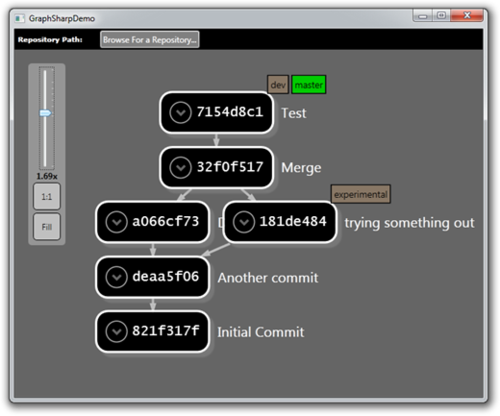 GraphSharpDemo
Repository Path: Browse For a Repository...
dev master
7154d8c1 Test
32f0f517 Merge
experimental
a066cf73 181de484 trying something out
1.69x
1:1
Fill
deaa5f06 Another commit
821f317f Initial Commit